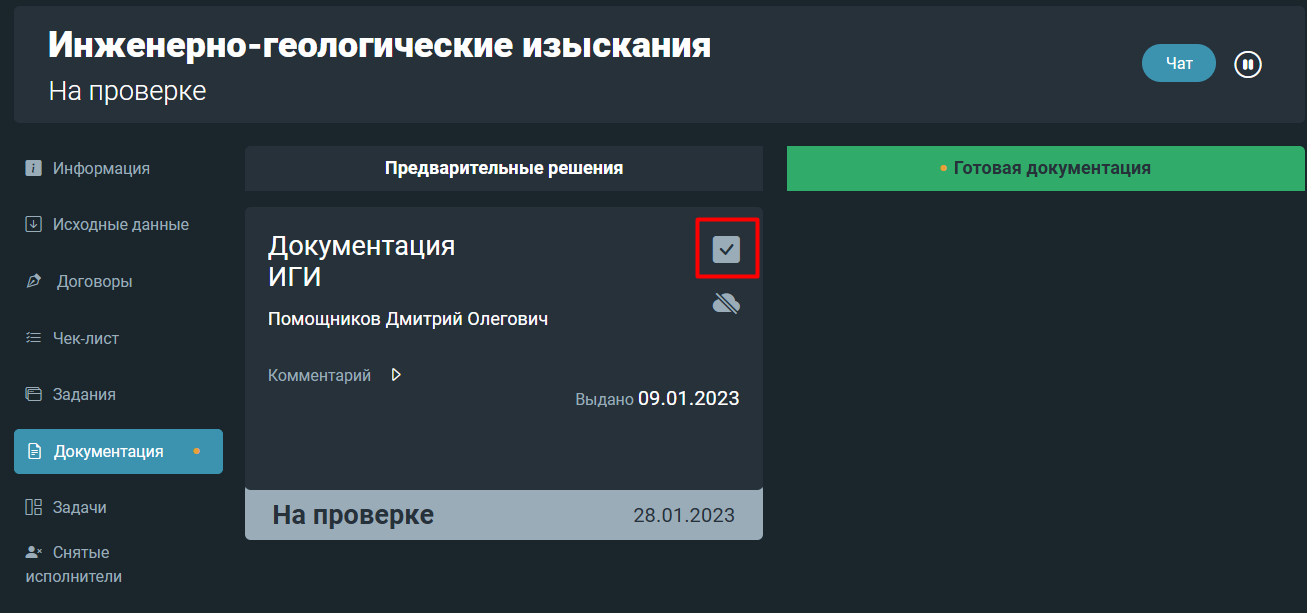 Инженерно-геологические изыскания
На проверке
Чат
Информация
Исходные данные
Договоры
Чек-лист
Задания
Документация
Задачи
Снятые
исполнители
Предварительные решения
Документация
ИГИ
Помощников Дмитрий Олегович
Комментарий
Выдано 09.01.2023
На проверке 28.01.2023
Готовая документация